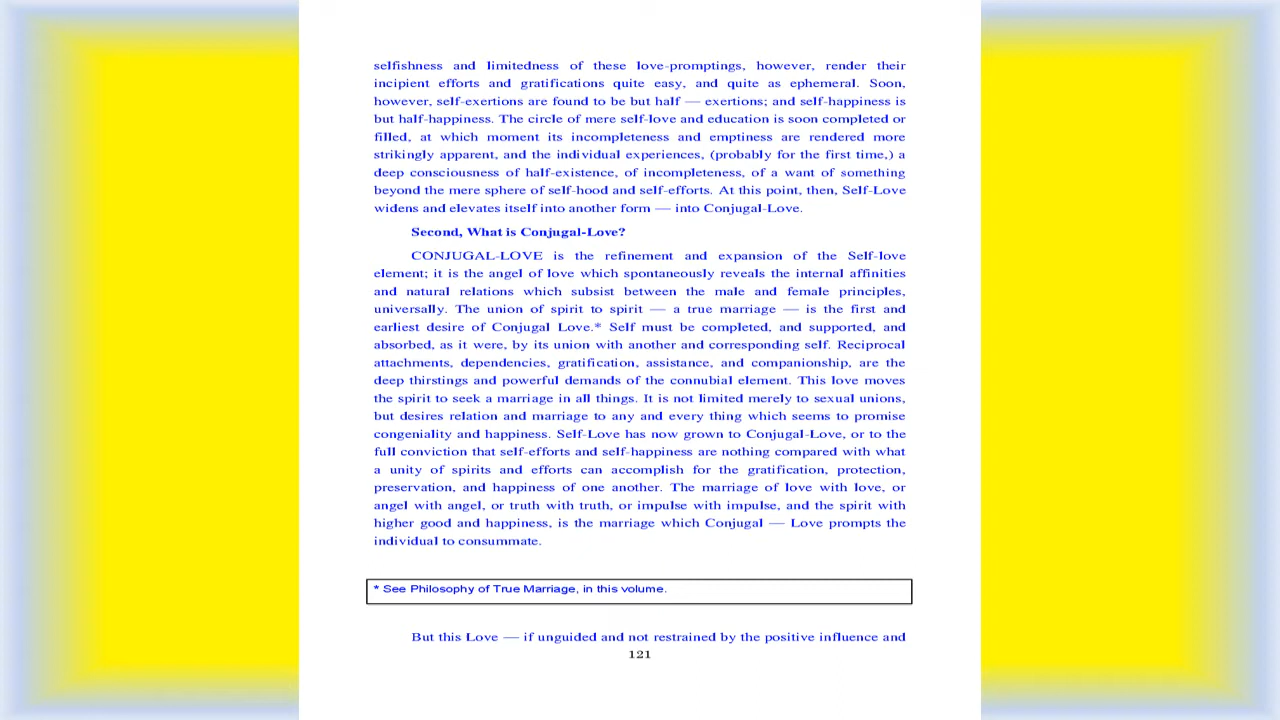 selfishness and limitedness of these love-promptings, however, render their
incipient efforts and gratifications quite easy, and quite as ephemeral. Soon,
however, self-exertions are found to be but half — exertions; and self-happiness is
but half-happiness. The circle of mere self-love and education is soon completed or
filled, at which moment its incompleteness and emptiness are rendered more
strikingly apparent, and the individual experiences, (probably for the first time,) a
deep consciousness of half-existence, of incompleteness, of a want of something
beyond the mere sphere of self-hood and self-efforts. At this point, then, Self-Love
widens and elevates itself into another form — into Conjugal-Love.
Second, What is Conjugal-Love?
CONJUGAL-LOVE is the refinement and expansion of the Self-love
element; it is the angel of love which spontaneously reveals the internal affinities
and natural relations which subsist between the male and female principles,
universally. The union of spirit to spirit — a true marriage — is the first and
earliest desire of Conjugal Love.* Self must be completed, and supported, and
absorbed, as it were, by its union with another and corresponding self. Reciprocal
attachments, dependencies, gratification, assistance, and companionship, are the
deep thirstings and powerful demands of the connubial element. This love moves
the spirit to seek a marriage in all things. It is not limited merely to sexual unions,
but desires relation and marriage to any and every thing which seems to promise
congeniality and happiness. Self-Love has now grown to Conjugal-Love, or to the
full conviction that self-efforts and self-happiness are nothing compared with what
a unity of spirits and efforts can accomplish for the gratification, protection,
preservation, and happiness of one another. The marriage of love with love, or
angel with angel, or truth with truth, or impulse with impulse, and the spirit with
higher good and happiness, is the marriage which Conjugal — Love prompts the
individual to consummate.
* See Philosophy of True Marriage, in this volume.
But this Love — if unguided and not restrained by the positive influence and
121